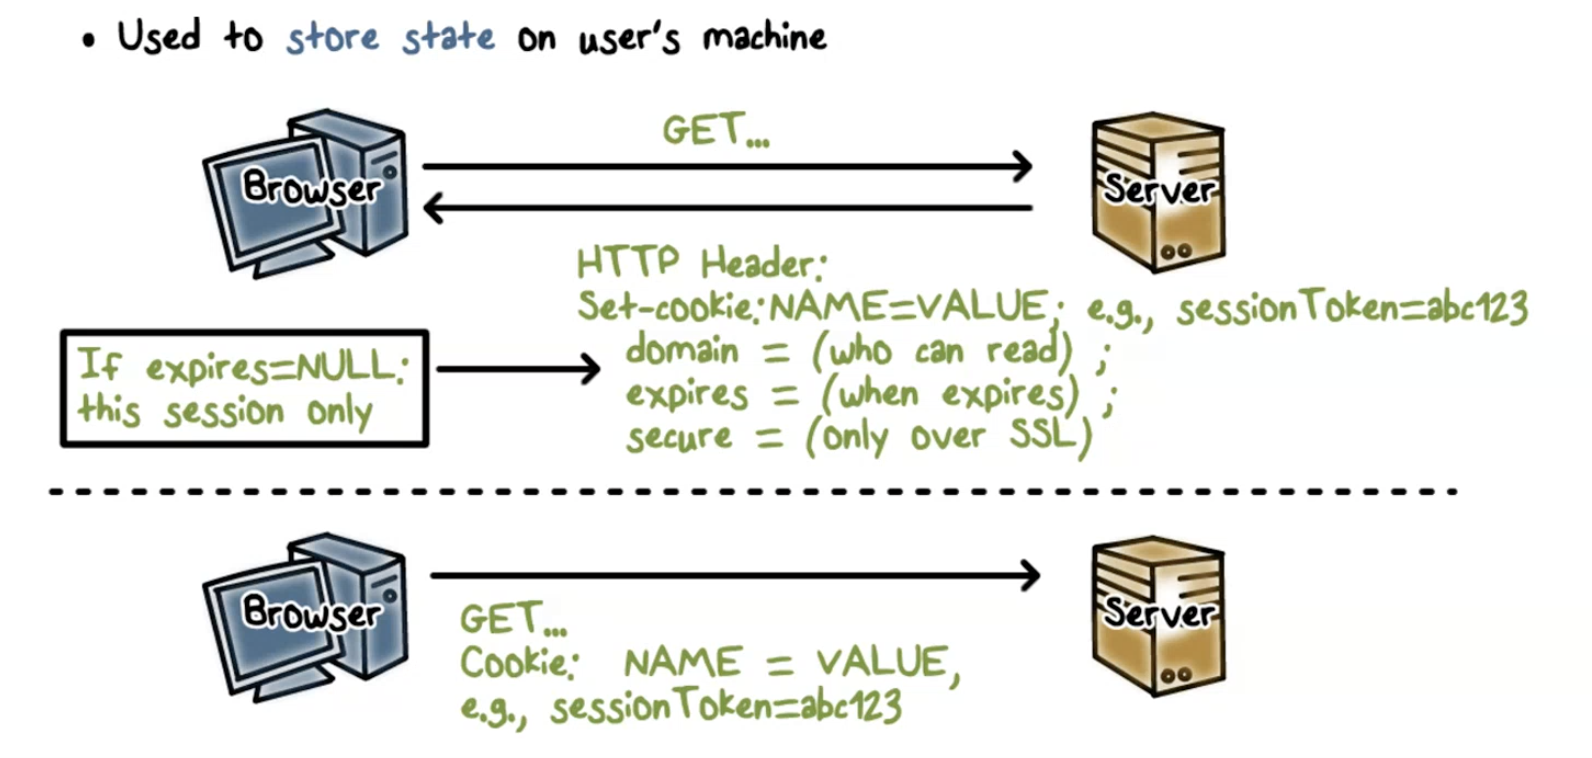 • Used to store state on user's machine
GET...
Browser
Server
HTTP Header:
Set-cookie:NAME=VALUE; e.g., sessionToken=abc123
domain = (who can read) ;
If expires=NULL:
this session only
expires = (when expires) ;
secure = (only over SSL)
Browser
Server
GET...
Cookie: NAME = VALUE,
e.g., sessionToken=abc123